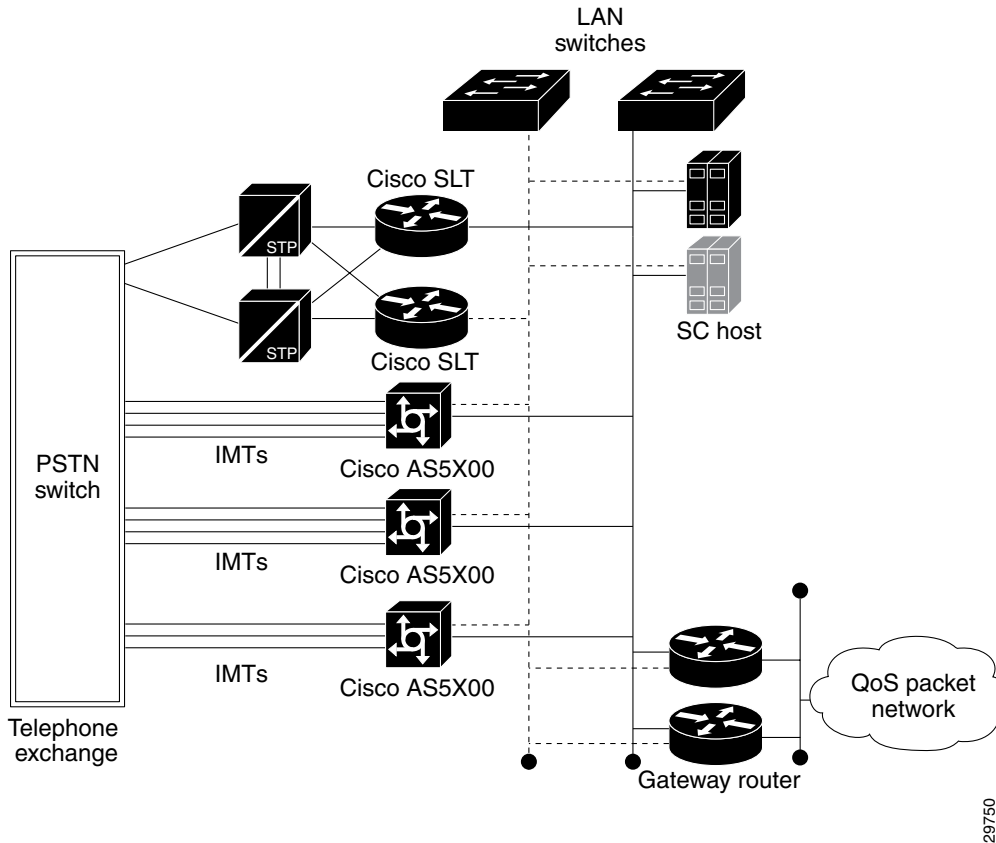 LAN
switches
Cisco SLT
STP
STP
Cisco SLT
SC host
PSTN
switch
IMTs
Cisco AS5X00
IMTs
Cisco AS5X00
IMTs
Cisco AS5X00
QoS packet
network
Telephone
exchange
Gateway router
29750